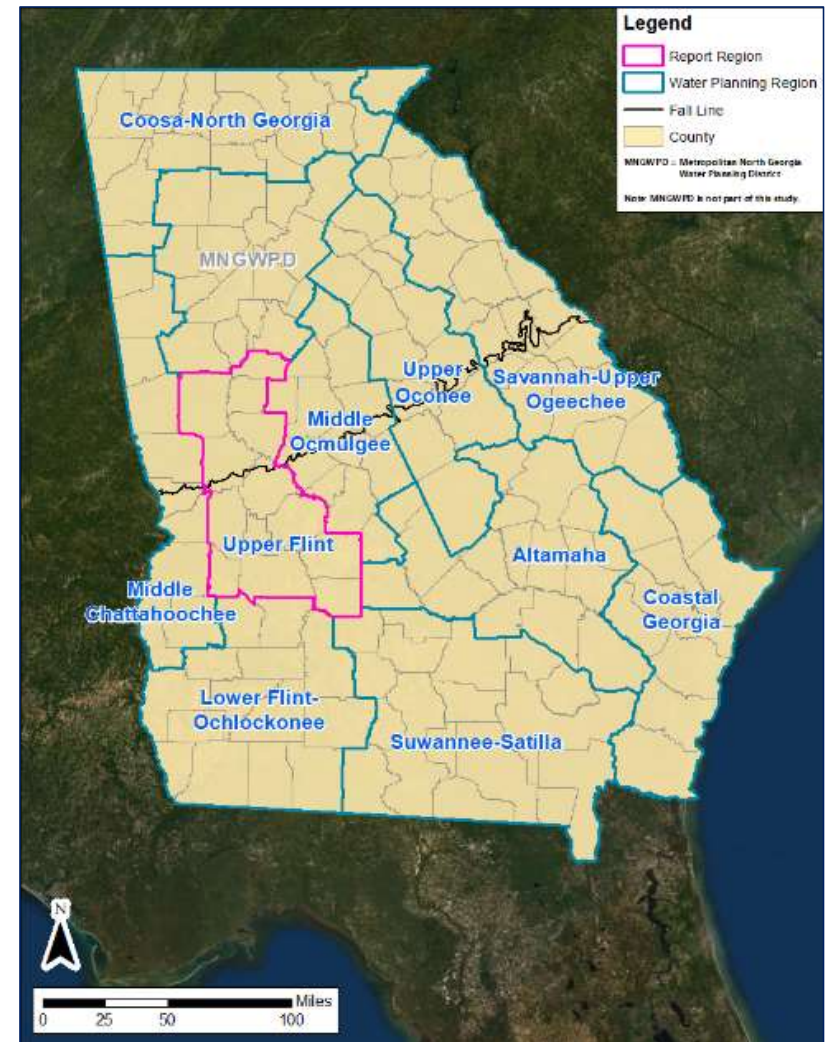 Legend
Report Region
Water Planning Region
Fall Line
County
MNGWPD = Metropolitan North Georgia
Water Planning District
Note: MNGWPD is not part of this study.
Coosa-North Georgia
MNGWPD
Upper
Oconee
Savannah-Upper
Ogeechee
Middle
Ocmulgee
Upper Flint
Altamaha
Middle
Chattahoochee
Coastal
Georgia
Lower Flint-
Ochlockonee
Suwannee-Satilla
N
Miles
0 25 50 100